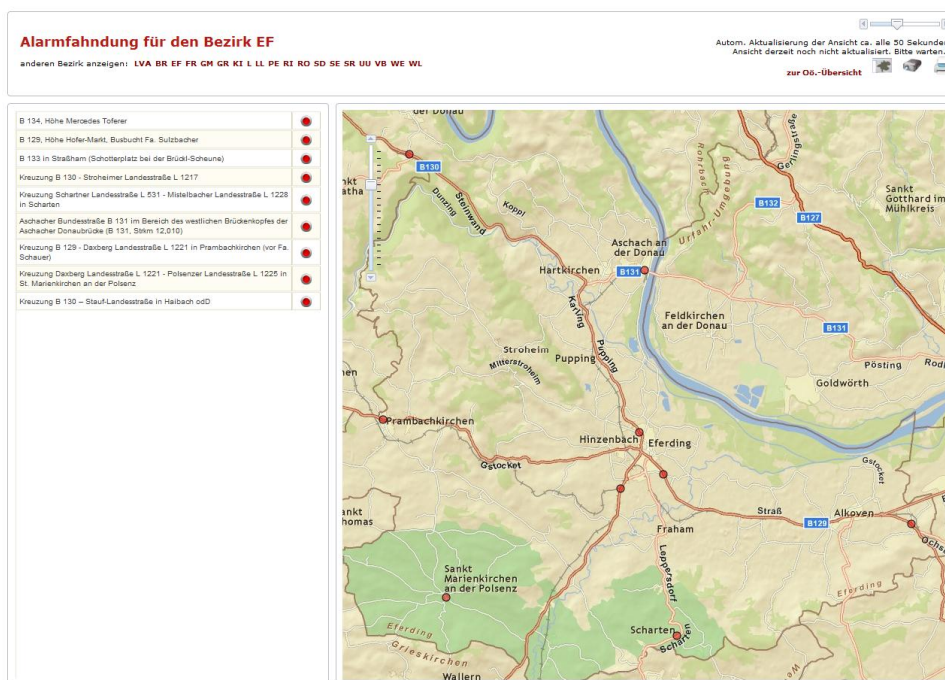 Alarmfahndung für den Bezirk EF
anderen Bezirk anzeigen: LVA BR EF FR GM GR KI L LL PE RI RO SD SE SR UU VB WE WL
Autom. Aktualisierung der Ansicht ca. alle 50 Sekunden
Ansicht derzeit noch nicht aktualisiert. Bitte warten.
zur Oö.-Übersicht
B 134, Höhe Mercedes Toferer
B 129, Höhe Hofer-Markt, Busbucht Fa. Sulzbacher
B 133 in Straßham (Schotterplatz bei der Brückl-Scheune)
Kreuzung B 130 - Stroheimer Landesstraße L 1217
Kreuzung Schartner Landesstraße L 531 - Mistelbacher Landesstraße L 1228
in Scharten
Aschacher Bundesstraße B 131 im Bereich des westlichen Brückenkopfes der
Aschacher Donaubrücke (B 131, Strkm 12,010)
Kreuzung B 129 - Daxberg Landesstraße L 1221 in Prambachkirchen (vor Fa.
Schauer)
Kreuzung Daxberg Landesstraße L 1221 - Polsenzer Landesstraße L 1225 in
St. Marienkirchen an der Polsenz
Kreuzung B 130 – Stauf-Landesstraße in Haibach odD
der Donau
B130
nkt
atha
Dunzing
Steinwand
Koppl
Rohrbach
Urfahr-Umgebung
Gerlingsstraße
B132
B127
Sankt
Gotthard im
Mühlkreis
Aschach an
der Donau
Hartkirchen
B131
Karling
Feldkirchen
an der Donau
B131
Stroheim
Mitterstroheim
Pupping
Pupping
Pösting
Goldwörth
nen
Prambachkirchen
Hinzenbach
Eferding
Gstocket
Gstocket
Straß
B129
Alkoven
ankt
homas
Fraham
Leppersdorf
Sankt
Marienkirchen
an der Polsenz
Eferding
Eferding
Grieskirchen
Scharten
Scharten
Wallern